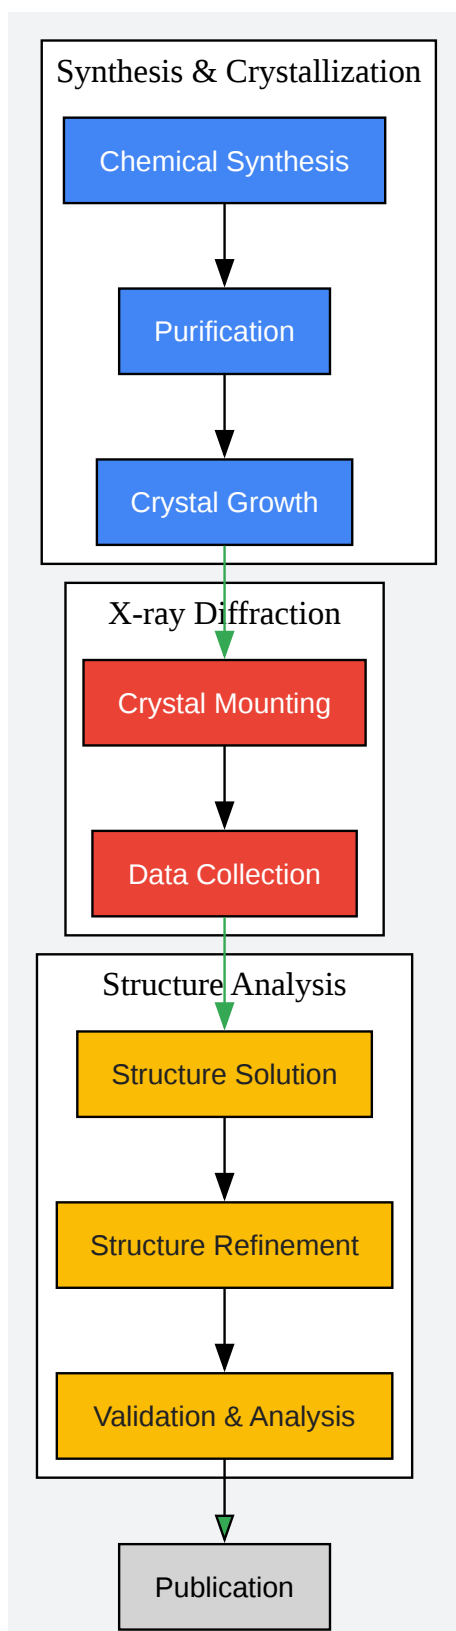 Synthesis & Crystallization
Chemical Synthesis
Purification
Crystal Growth
X-ray Diffraction
Crystal Mounting
Data Collection
Structure Analysis
Structure Solution
Structure Refinement
Validation & Analysis
Publication